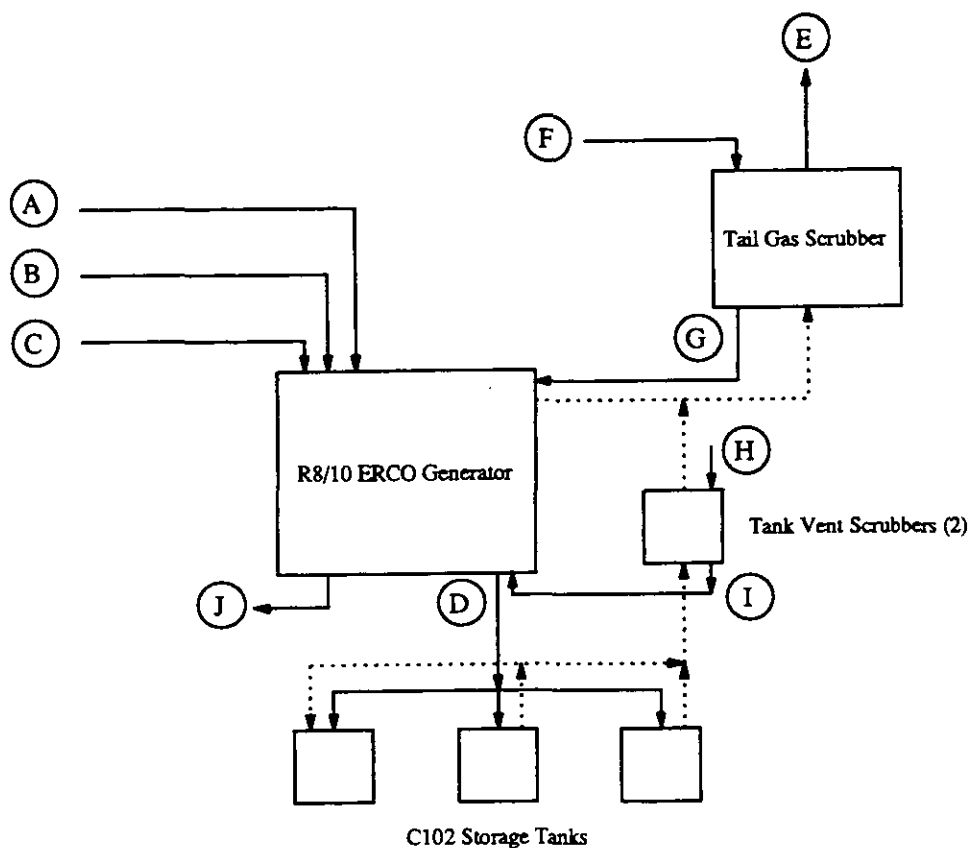 E
F
A
Tail Gas Scrubber
B
C
G
H
R8/10 ERCO Generator
Tank Vent Scrubbers (2)
J
D
I
C102 Storage Tanks